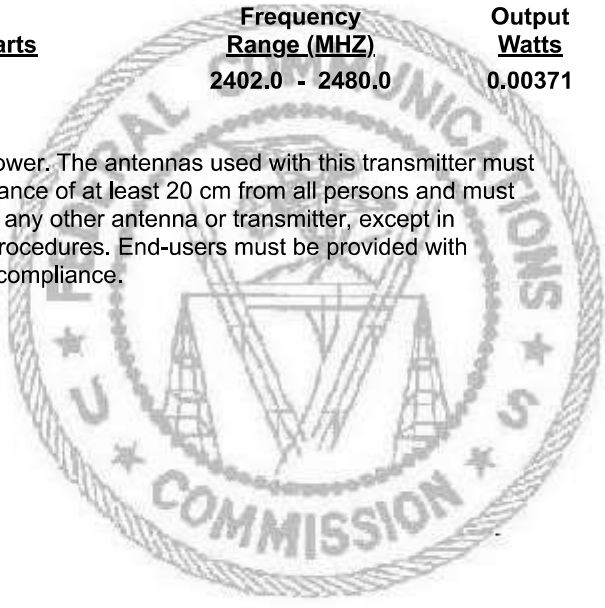 Frequency Output
arts Range (MHZ) Watts
2402.0 - 2480.0 0.00371
ower. The antennas used with this transmitter must
ance of at least 20 cm from all persons and must
any other antenna or transmitter, except in
rocedures. End-users must be provided with
compliance.
FEDERAL COMMUNICATIONS
COMMISSION
U S